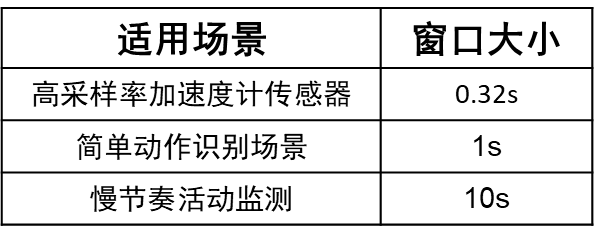 适用场景 窗口大小
高采样率加速度计传感器 0.32s
简单动作识别场景 1s
慢节奏活动监测 10s